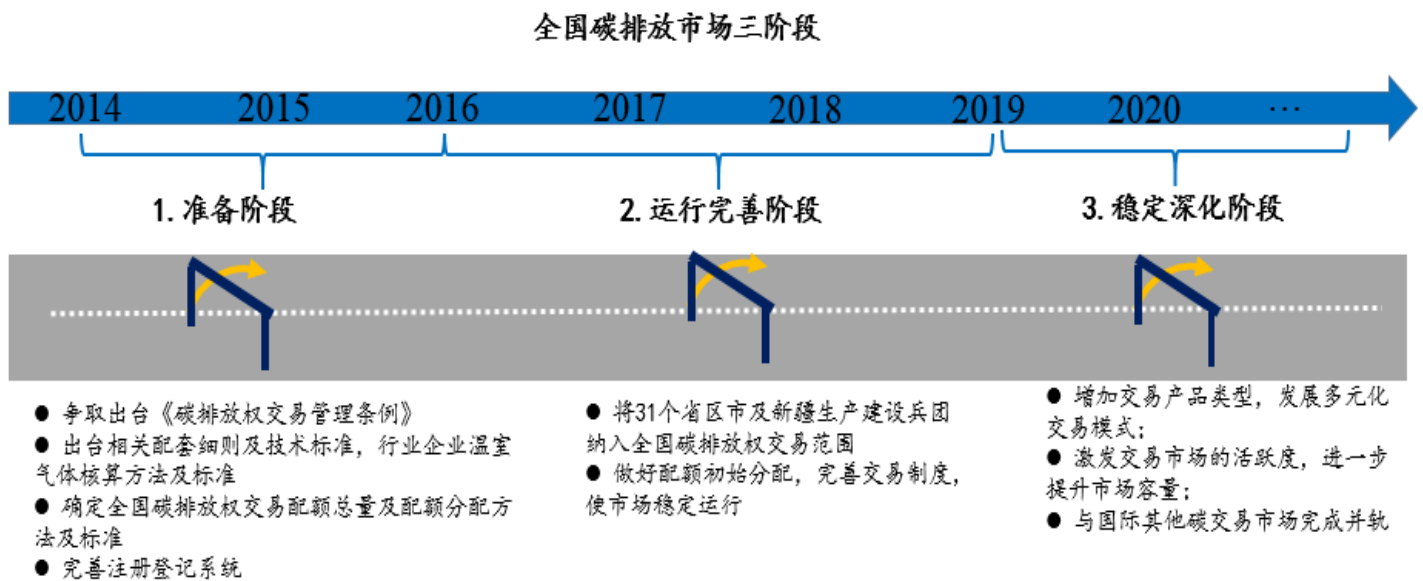 全国碳排放市场三阶段
2014 2015 2016 2017 2018 2019 2020 …
1.准备阶段
2.运行完善阶段
3.稳定深化阶段
● 争取出台《碳排放权交易管理条例》
● 出台相关配套细则及技术标准，行业企业温室
气体核算方法及标准
● 确定全国碳排放权交易配额总量及配额分配方
法及标准
● 完善注册登记系统
● 将31个省区市及新疆生产建设兵团
纳入全国碳排放权交易范围
● 做好配额初始分配，完善交易制度，
使市场稳定运行
● 增加交易产品类型，发展多元化
交易模式；
● 激发交易市场的活跃度，进一步
提升市场容量；
● 与国际其他碳交易市场完成并轨